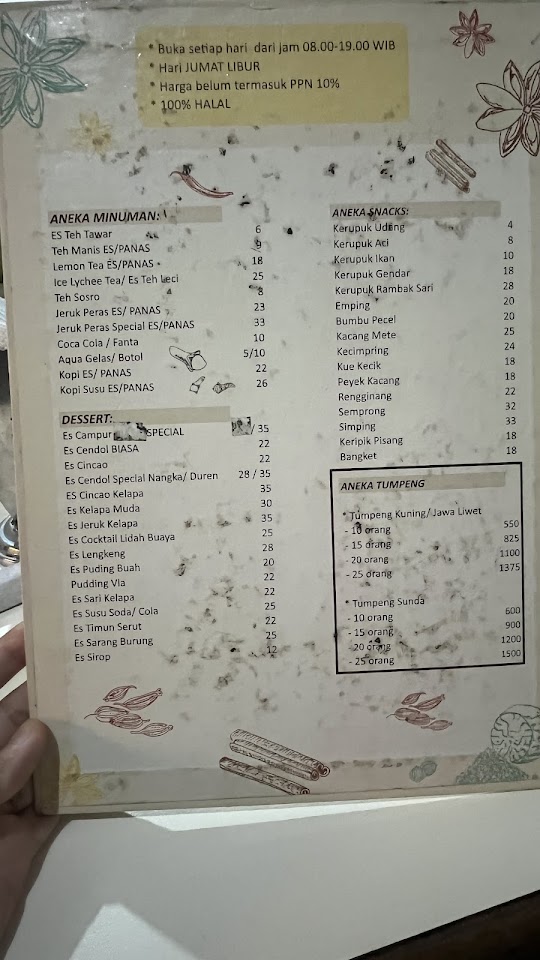 * Buka setiap hari dari jam 08.00-19.00 WIB
* Hari JUMAT LIBUR
* Harga belum termasuk PPN 10%
* 100% HALAL
ANEKA MINUMAN:
ES Teh Tawar 6
Teh Manis ES/PANAS 9
Lemon Tea ES/PANAS 18
Ice Lychee Tea/ Es Teh Leci 25
Teh Sosro 8
Jeruk Peras ES/ PANAS 23
Jeruk Peras Special ES/PANAS 33
Coca Cola / Fanta 10
Aqua Gelas/ Botol 5/10
Kopi ES/ PANAS 22
Kopi Susu ES/PANAS 26
DESSERT:
Es Campur SPECIAL / 35
Es Cendol BIASA 22
Es Cincao 22
Es Cendol Special Nangka/ Duren 28 / 35
ES Cincao Kelapa 35
Es Kelapa Muda 30
Es Jeruk Kelapa 35
Es Cocktail Lidah Buaya 25
Es Lengkeng 28
Es Puding Buah 20
Pudding Vla 22
Es Sari Kelapa 22
Es Susu Soda/ Cola 25
Es Timun Serut 22
Es Sarang Burung 25
Es Sirop 12
ANEKA SNACKS:
Kerupuk Udang 4
Kerupuk Aci 8
Kerupuk Ikan 10
Kerupuk Gendar 18
Kerupuk Rambak Sari 28
Emping 20
Bumbu Pecel 20
Kacang Mete 25
Kecimpring 24
Kue Kecik 18
Peyek Kacang 18
Rengginang 22
Semprong 32
Simping 33
Keripik Pisang 18
Bangket 18
ANEKA TUMPENG
* Tumpeng Kuning/ Jawa Liwet
- 10 orang 550
- 15 orang 825
- 20 orang 1100
- 25 orang 1375
* Tumpeng Sunda
- 10 orang 600
- 15 orang 900
- 20 orang 1200
- 25 orang 1500